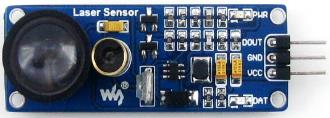 Laser Sensor
PWR
DOUT
GND
VCC
DAT